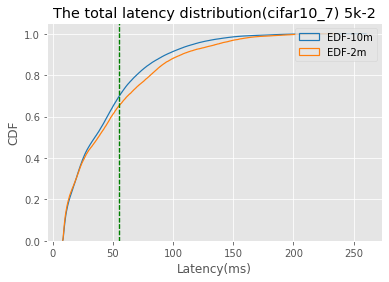 The total latency distribution(cifar10_7) 5k-2
1.0
0.8
0.6
0.4
0.2
0.0
CDF
EDF-10m
EDF-2m
0 50 100 150 200 250
Latency(ms)